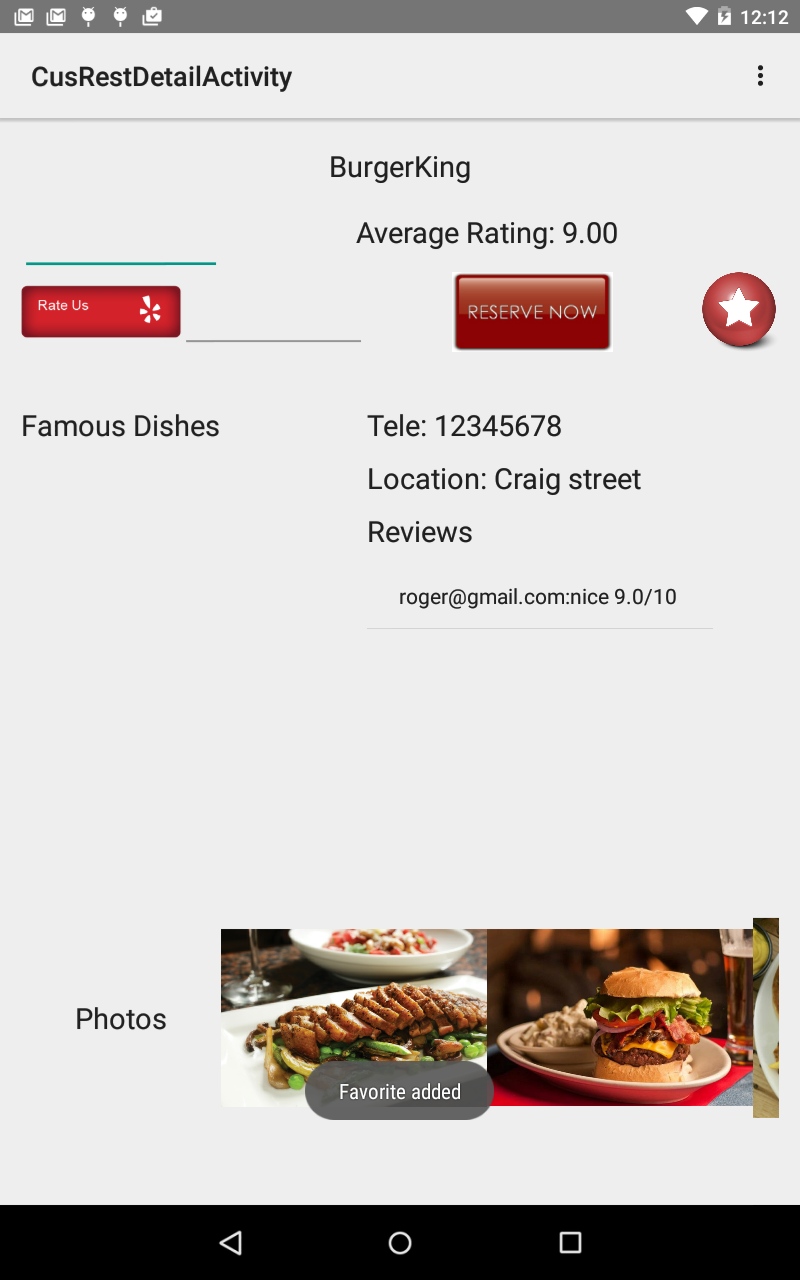 12:12
CusRestDetailActivity
BurgerKing
Average Rating: 9.00
Rate Us
RESERVE NOW
Famous Dishes
Tele: 12345678
Location: Craig street
Reviews
roger@gmail.com:nice 9.0/10
Photos
Favorite added